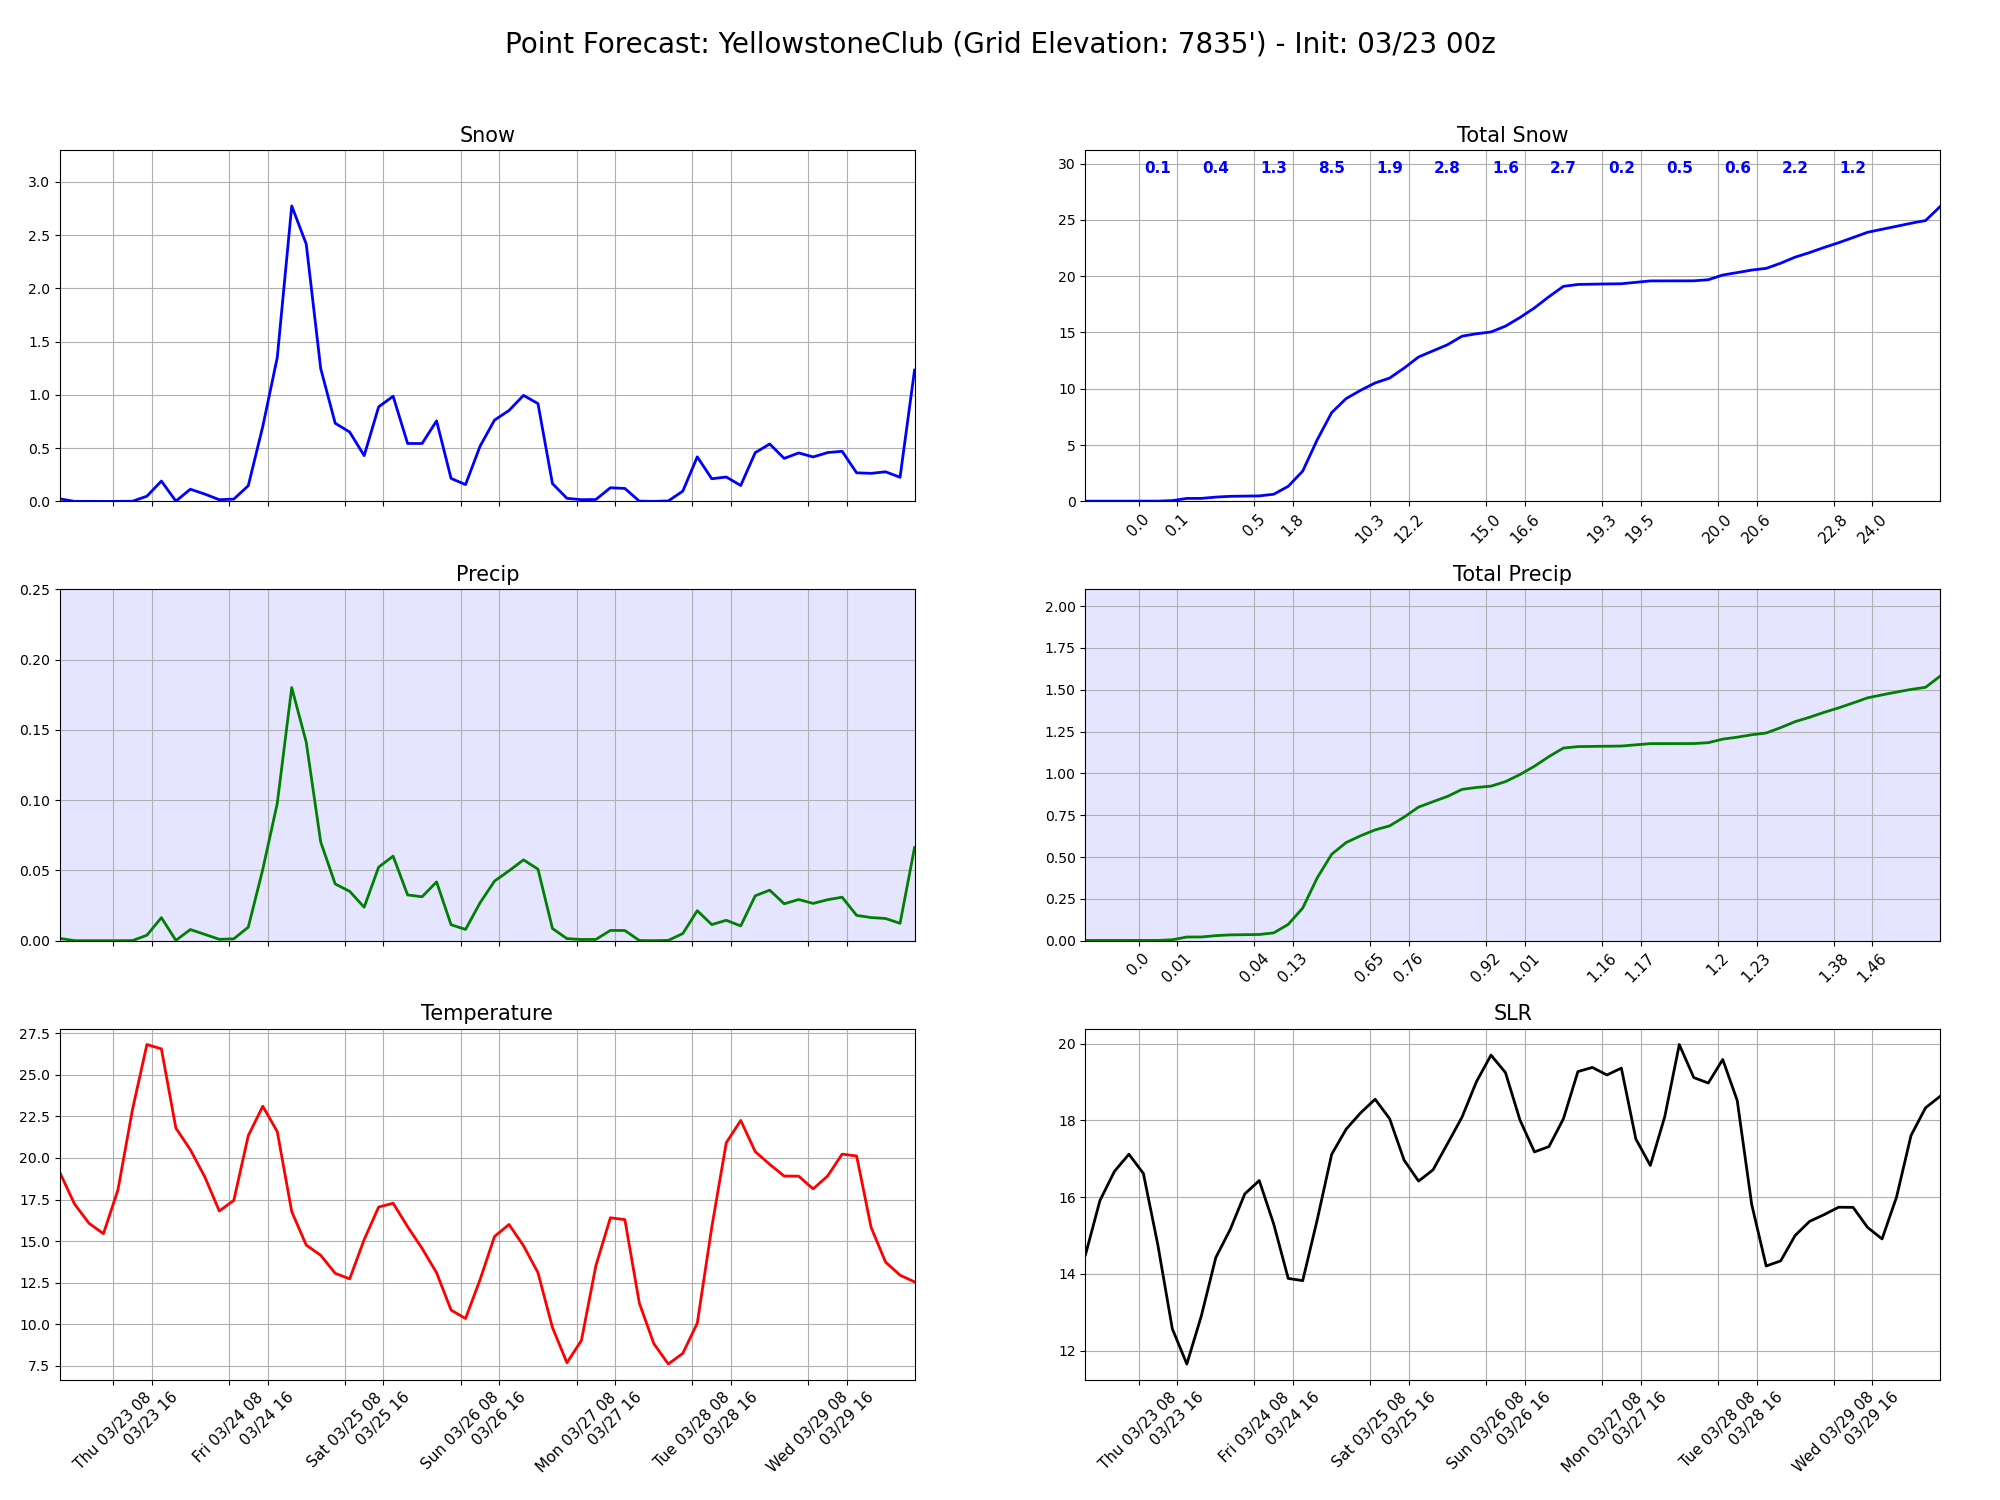 Point Forecast: YellowstoneClub (Grid Elevation: 7835') - Init: 03/23 00z
Snow
3.0
2.5
2.0
1.5
1.0
0.5
0.0
Total Snow
0.1 0.4 1.3 8.5 1.9 2.8 1.6 2.7 0.2 0.5 0.6 2.2 1.2
30
25
20
15
10
5
0
0.0 0.1 0.5 1.8 10.3 12.2 15.0 16.6 19.3 19.5 20.0 20.6 22.8 24.0
Precip
0.25
0.20
0.15
0.10
0.05
0.00
Total Precip
2.00
1.75
1.50
1.25
1.00
0.75
0.50
0.25
0.00
0.0 0.01 0.04 0.13 0.65 0.76 0.92 1.01 1.16 1.17 1.2 1.23 1.38 1.46
Temperature
27.5
25.0
22.5
20.0
17.5
15.0
12.5
10.0
7.5
Thu 03/23 08
03/23 16
Fri 03/24 08
03/24 16
Sat 03/25 08
03/25 16
Sun 03/26 08
03/26 16
Mon 03/27 08
03/27 16
Tue 03/28 08
03/28 16
Wed 03/29 08
03/29 16
SLR
20
18
16
14
12
Thu 03/23 08
03/23 16
Fri 03/24 08
03/24 16
Sat 03/25 08
03/25 16
Sun 03/26 08
03/26 16
Mon 03/27 08
03/27 16
Tue 03/28 08
03/28 16
Wed 03/29 08
03/29 16